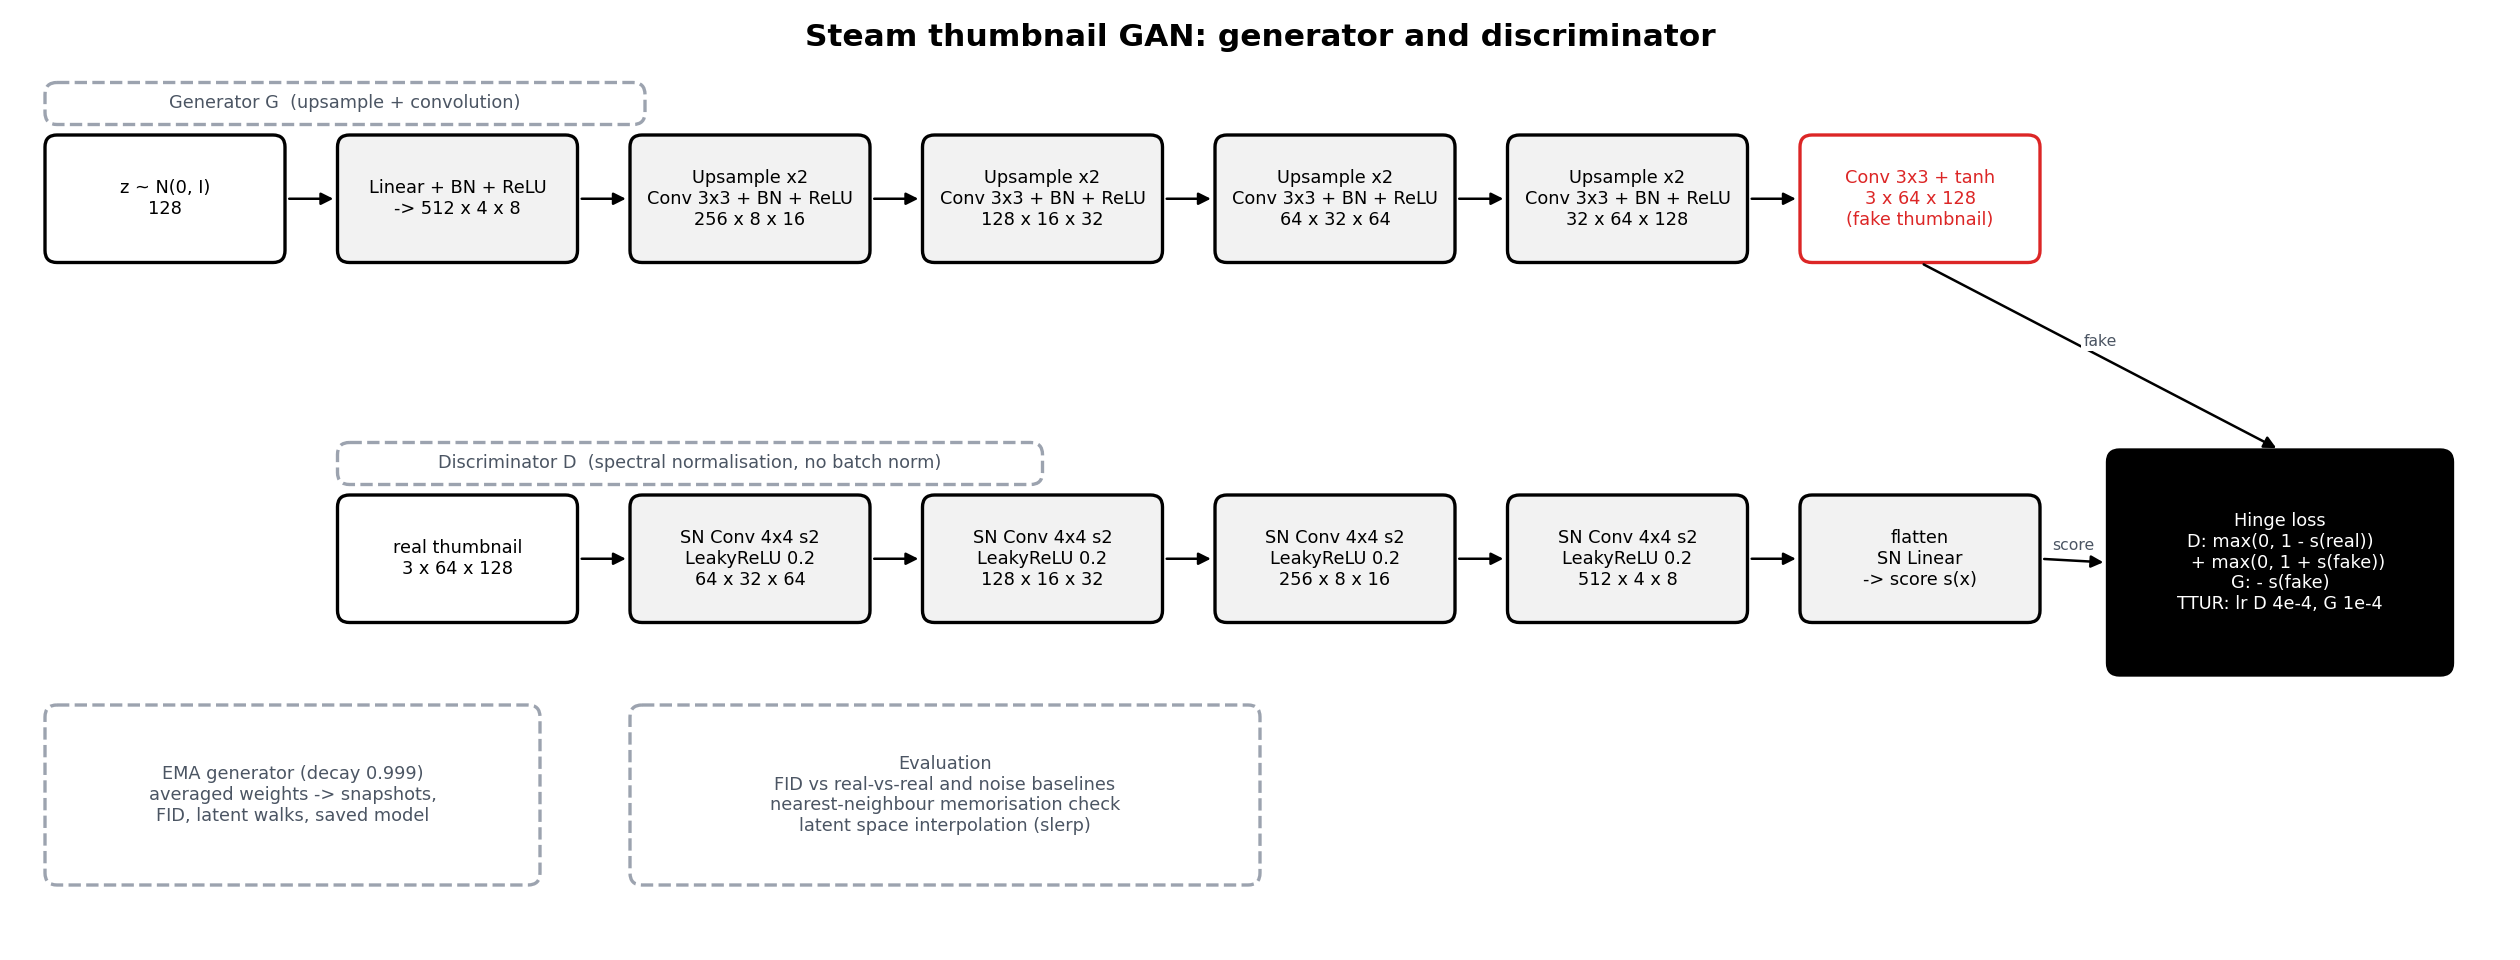 Steam thumbnail GAN: generator and discriminator
Generator G  (upsample + convolution)
z ~ N(0, I)
128
Linear + BN + ReLU
-> 512 x 4 x 8
Upsample x2
Conv 3x3 + BN + ReLU
256 x 8 x 16
Upsample x2
Conv 3x3 + BN + ReLU
128 x 16 x 32
Upsample x2
Conv 3x3 + BN + ReLU
64 x 32 x 64
Upsample x2
Conv 3x3 + BN + ReLU
32 x 64 x 128
Conv 3x3 + tanh
3 x 64 x 128
(fake thumbnail)
fake
Discriminator D  (spectral normalisation, no batch norm)
real thumbnail
3 x 64 x 128
SN Conv 4x4 s2
LeakyReLU 0.2
64 x 32 x 64
SN Conv 4x4 s2
LeakyReLU 0.2
128 x 16 x 32
SN Conv 4x4 s2
LeakyReLU 0.2
256 x 8 x 16
SN Conv 4x4 s2
LeakyReLU 0.2
512 x 4 x 8
flatten
SN Linear
-> score s(x)
score
Hinge loss
D: max(0, 1 - s(real))
+ max(0, 1 + s(fake))
G: - s(fake)
TTUR: lr D 4e-4, G 1e-4
EMA generator (decay 0.999)
averaged weights -> snapshots,
FID, latent walks, saved model
Evaluation
FID vs real-vs-real and noise baselines
nearest-neighbour memorisation check
latent space interpolation (slerp)